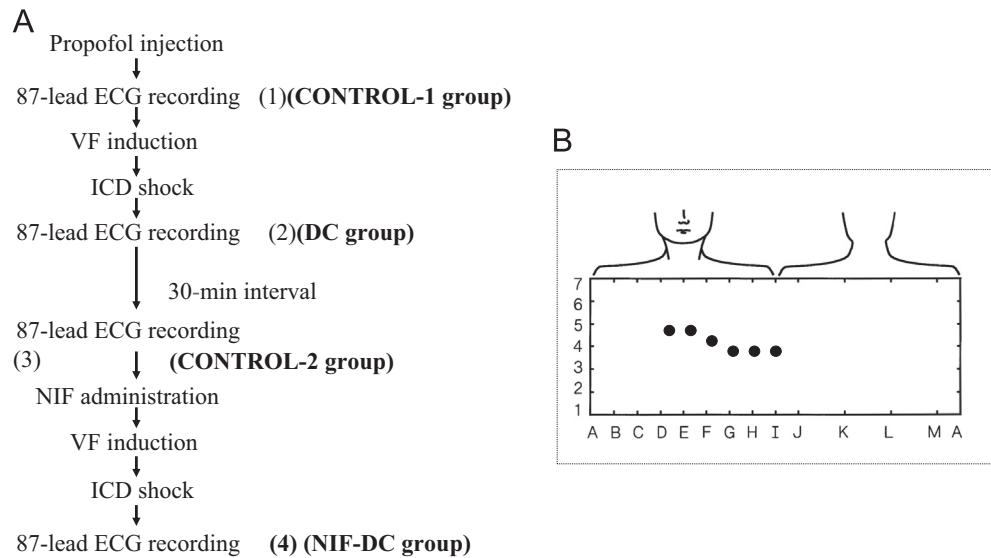 A
Propofol injection
87-lead ECG recording (1)(CONTROL-1 group)
VF induction
ICD shock
87-lead ECG recording (2)(DC group)
30-min interval
87-lead ECG recording
(3) (CONTROL-2 group)
NIF administration
VF induction
ICD shock
87-lead ECG recording (4) (NIF-DC group)
B
7
6
5
4
3
2
1
A B C D E F G H I J K L M A